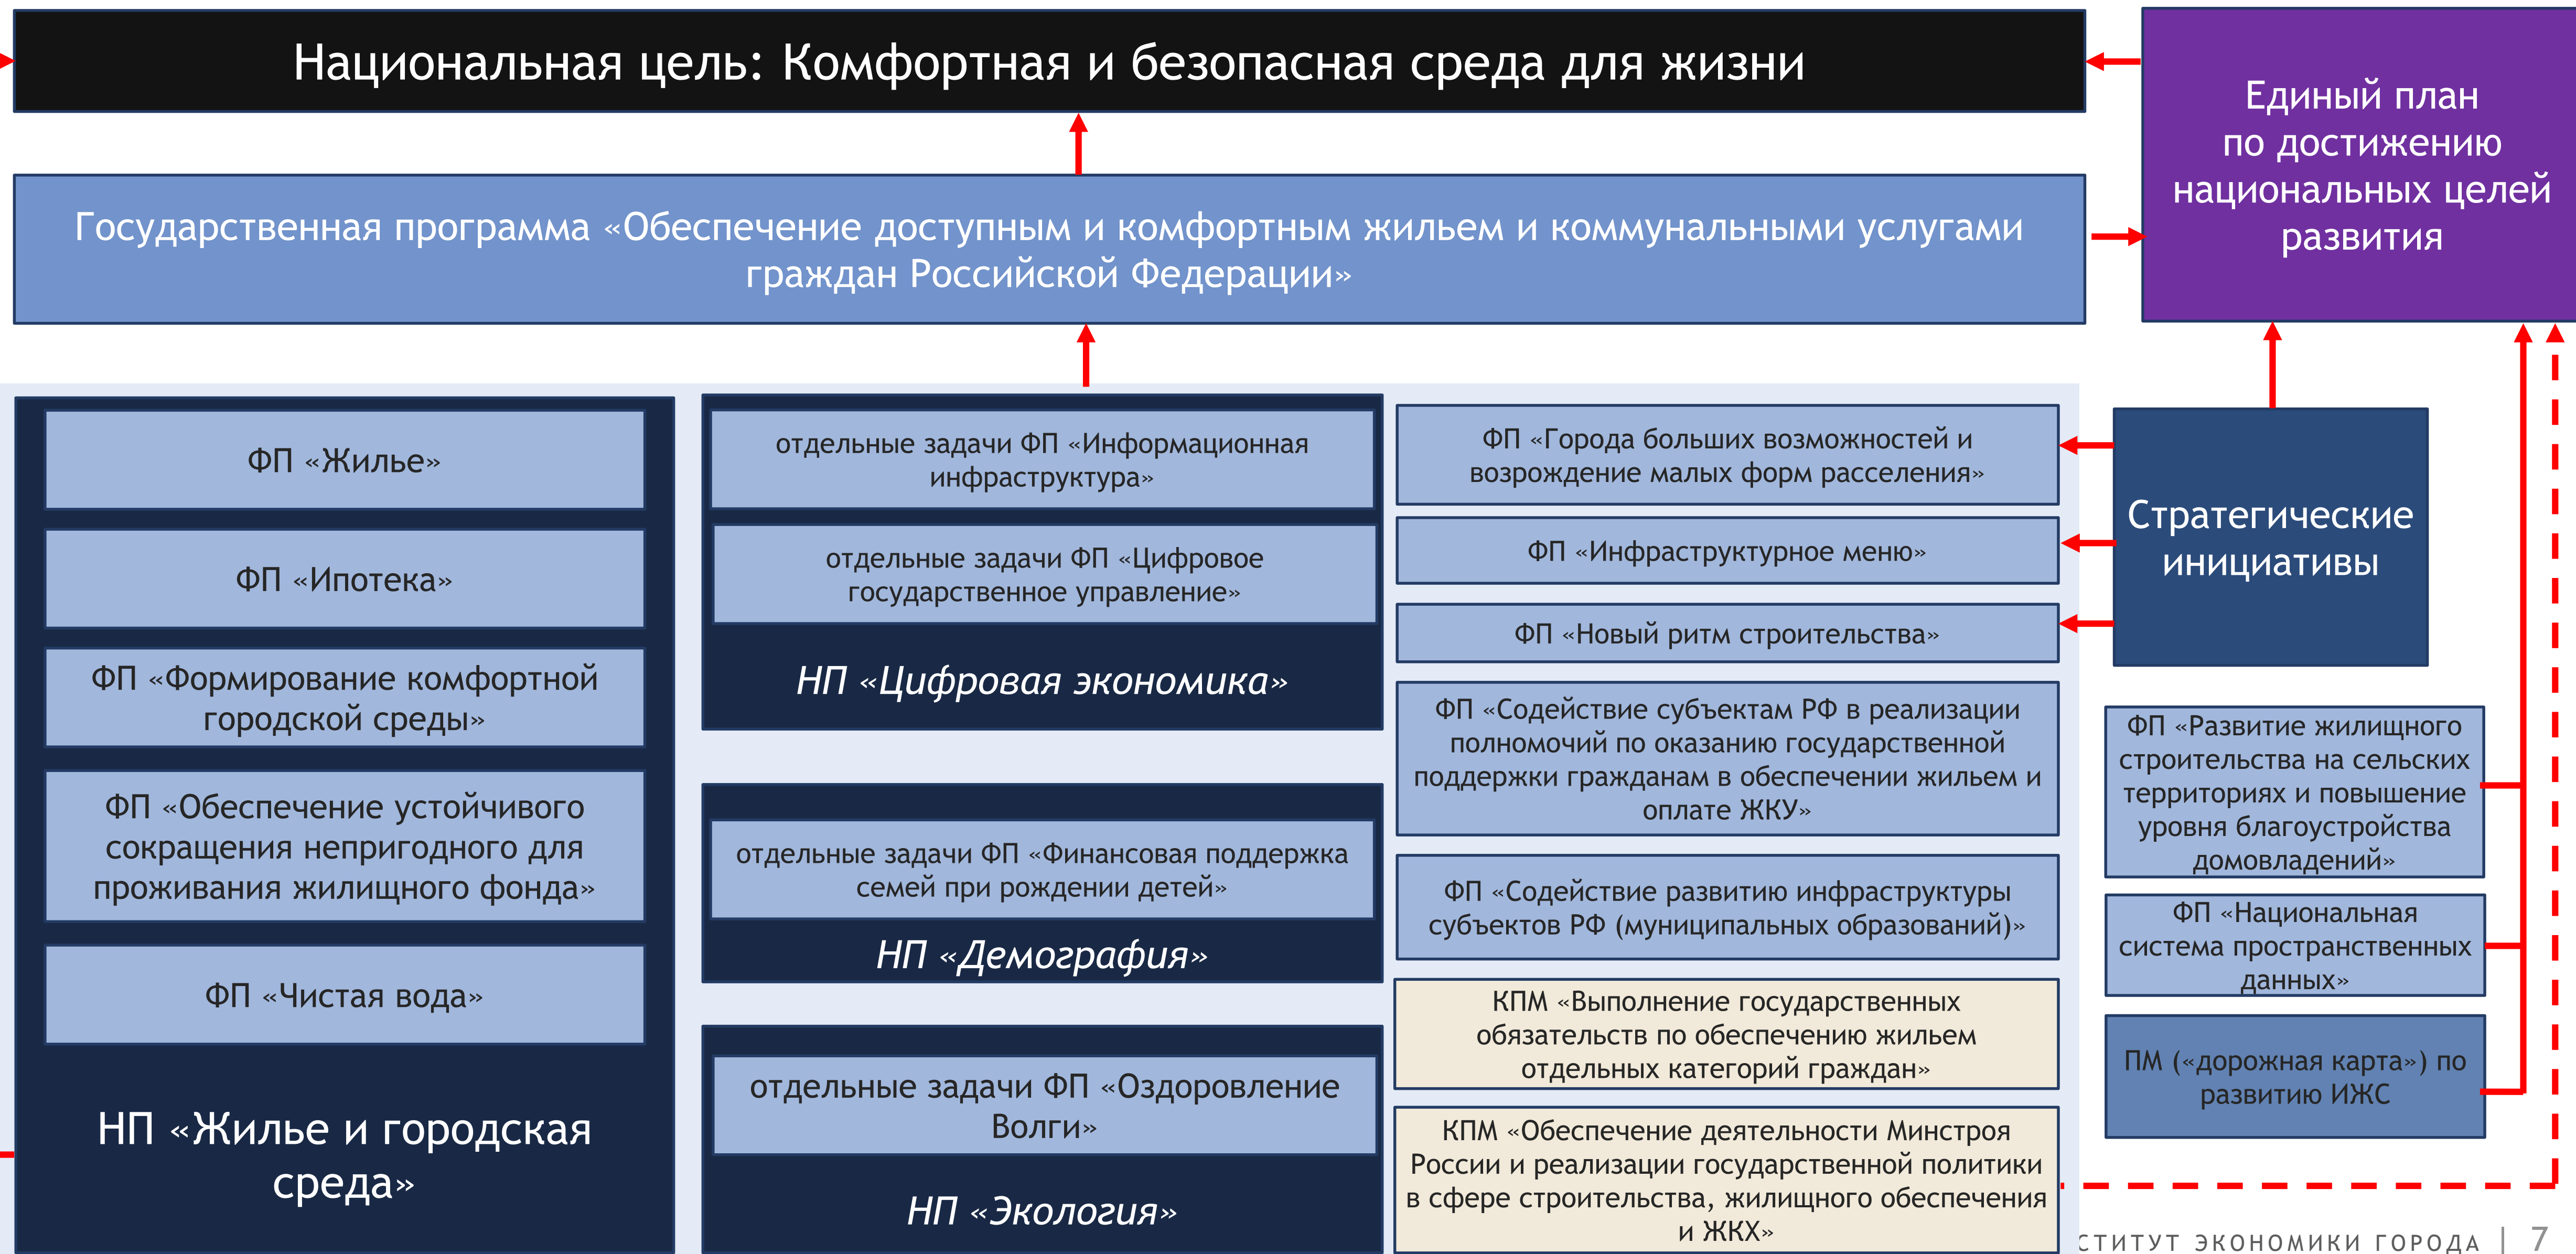 Национальная цель: Комфортная и безопасная среда для жизни
Единый план
по достижению
национальных целей
развития
Государственная программа «Обеспечение доступным и комфортным жильем и коммунальными услугами
граждан Российской Федерации»
ФП «Жилье»
ФП «Ипотека»
ФП «Формирование комфортной
городской среды»
ФП «Обеспечение устойчивого
сокращения непригодного для
проживания жилищного фонда»
ФП «Чистая вода»
НП «Жилье и городская
среда»
отдельные задачи ФП «Информационная
инфраструктура»
отдельные задачи ФП «Цифровое
государственное управление»
НП «Цифровая экономика»
отдельные задачи ФП «Финансовая поддержка
семей при рождении детей»
НП «Демография»
отдельные задачи ФП «Оздоровление
Волги»
НП «Экология»
ФП «Города больших возможностей и
возрождение малых форм расселения»
ФП «Инфраструктурное меню»
ФП «Новый ритм строительства»
ФП «Содействие субъектам РФ в реализации
полномочий по оказанию государственной
поддержки гражданам в обеспечении жильем и
оплате ЖКУ»
ФП «Содействие развитию инфраструктуры
субъектов РФ (муниципальных образований)»
КПМ «Выполнение государственных
обязательств по обеспечению жильем
отдельных категорий граждан»
КПМ «Обеспечение деятельности Минстроя
России и реализации государственной политики
в сфере строительства, жилищного обеспечения
и ЖКХ»
Стратегические
инициативы
ФП «Развитие жилищного
строительства на сельских
территориях и повышение
уровня благоустройства
домовладений»
ФП «Национальная
система пространственных
данных»
ПМ («дорожная карта») по
развитию ИЖС
СТИТУТ ЭКОНОМИКИ ГОРОДА | 7